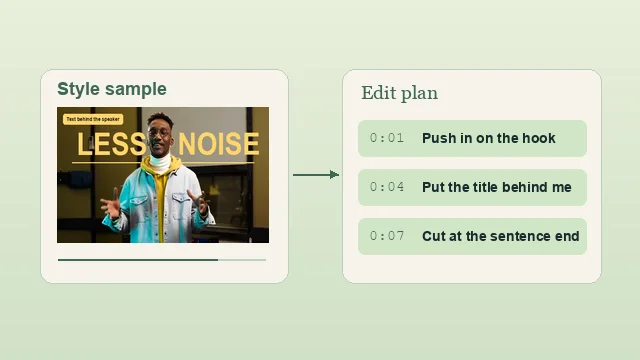 Style sample
Text behind the speaker
LESS NOISE
Edit plan
0:01 Push in on the hook
0:04 Put the title behind me
0:07 Cut at the sentence end